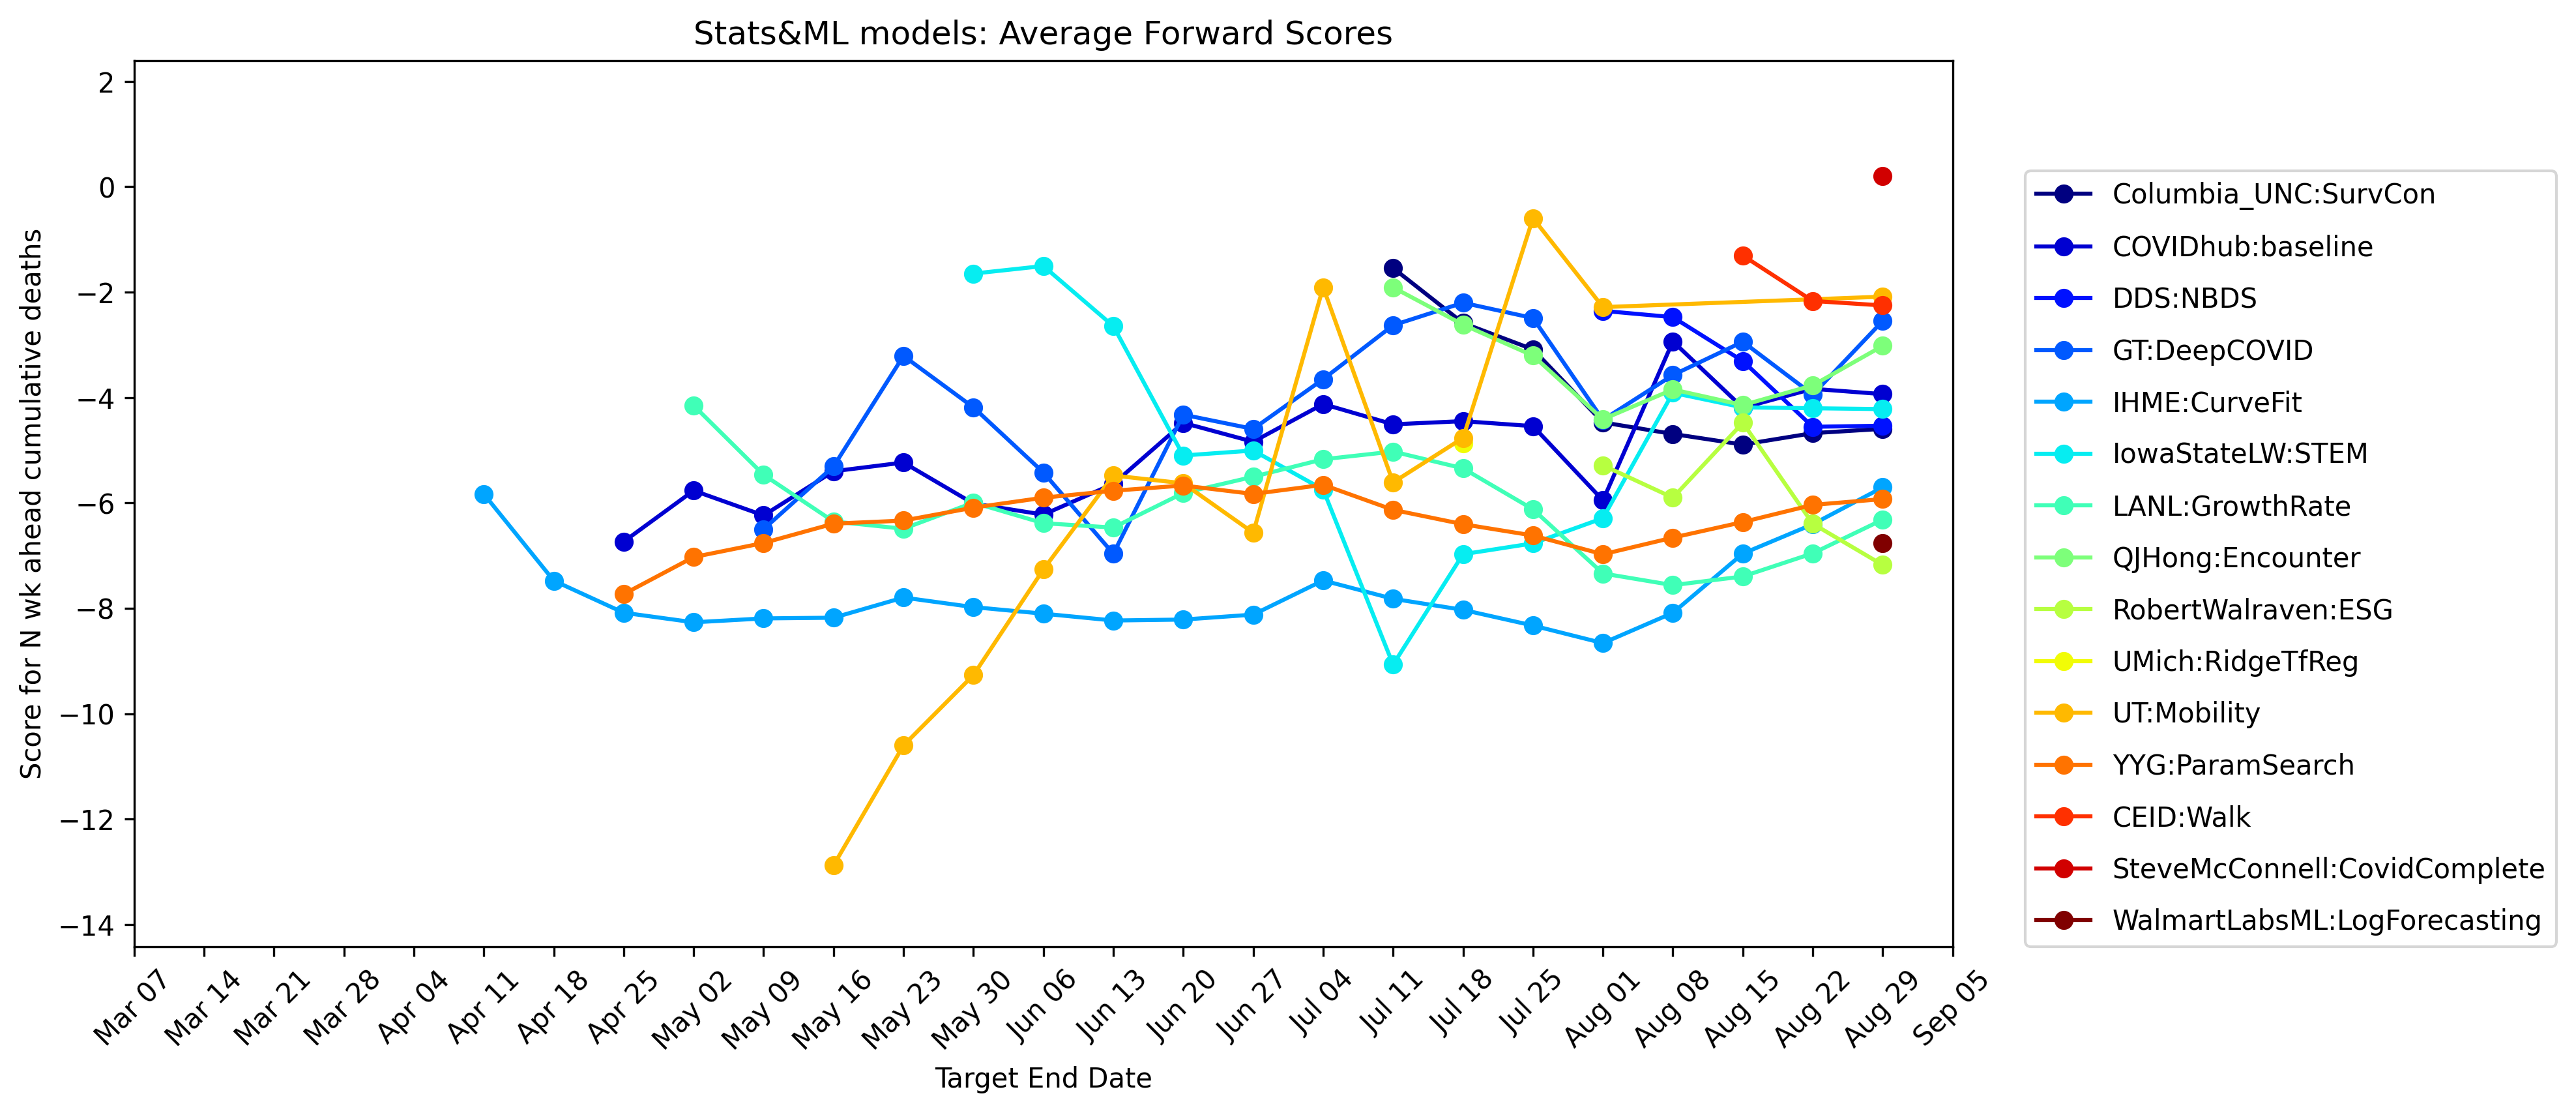 Stats&ML models: Average Forward Scores
Score for N wk ahead cumulative deaths
2
0
−2
−4
−6
−8
−10
−12
−14
Mar 07
Mar 14
Mar 21
Mar 28
Apr 04
Apr 11
Apr 18
Apr 25
May 02
May 09
May 16
May 23
May 30
Jun 06
Jun 13
Jun 20
Jun 27
Jul 04
Jul 11
Jul 18
Jul 25
Aug 01
Aug 08
Aug 15
Aug 22
Aug 29
Sep 05
Target End Date
Columbia_UNC:SurvCon
COVIDhub:baseline
DDS:NBDS
GT:DeepCOVID
IHME:CurveFit
IowaStateLW:STEM
LANL:GrowthRate
QJHong:Encounter
RobertWalraven:ESG
UMich:RidgeTfReg
UT:Mobility
YYG:ParamSearch
CEID:Walk
SteveMcConnell:CovidComplete
WalmartLabsML:LogForecasting